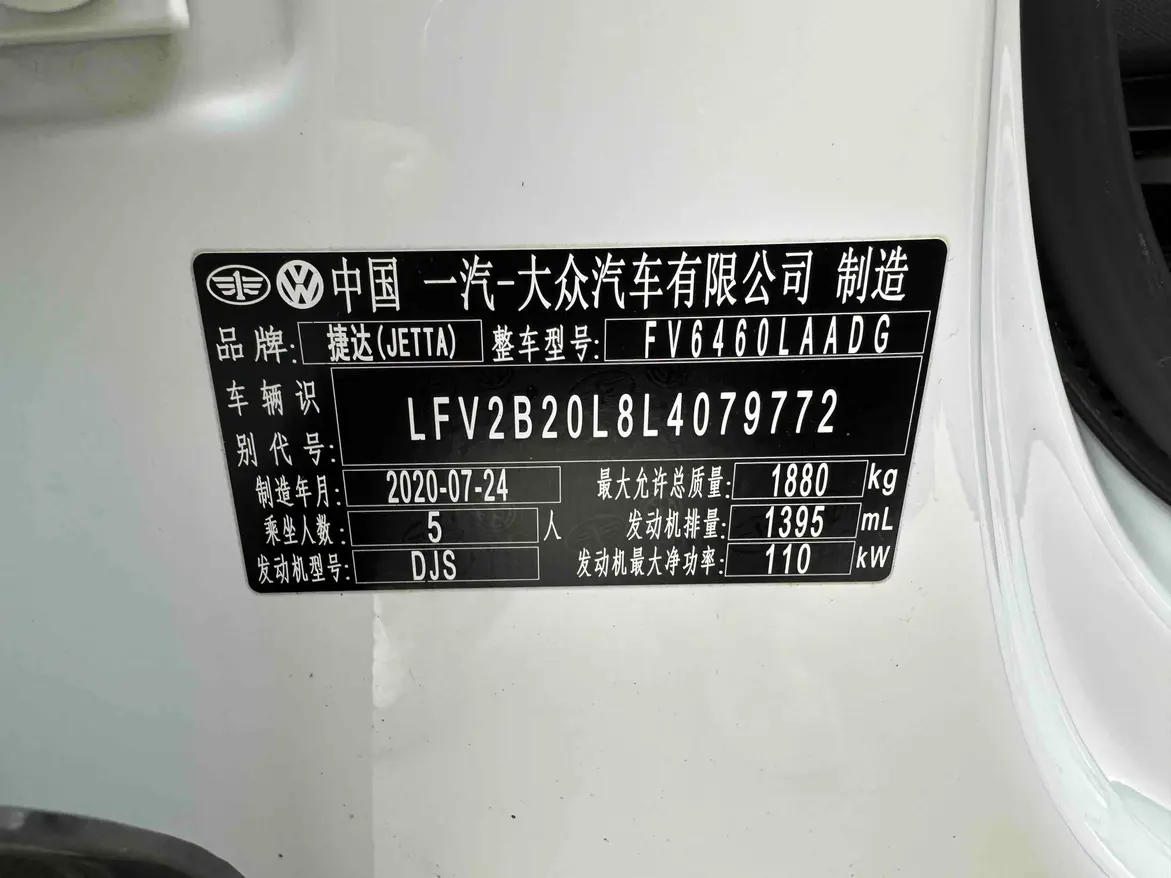 中国 一汽-大众汽车有限公司 制造
品牌: 捷达(JETTA) 整车型号: FV6460LAADG
车辆识别代号: LFV2B20L8L4079772
制造年月: 2020-07-24 最大允许总质量: 1880 kg
乘坐人数: 5 人 发动机排量: 1395 mL
发动机型号: DJS 发动机最大净功率: 110 kW